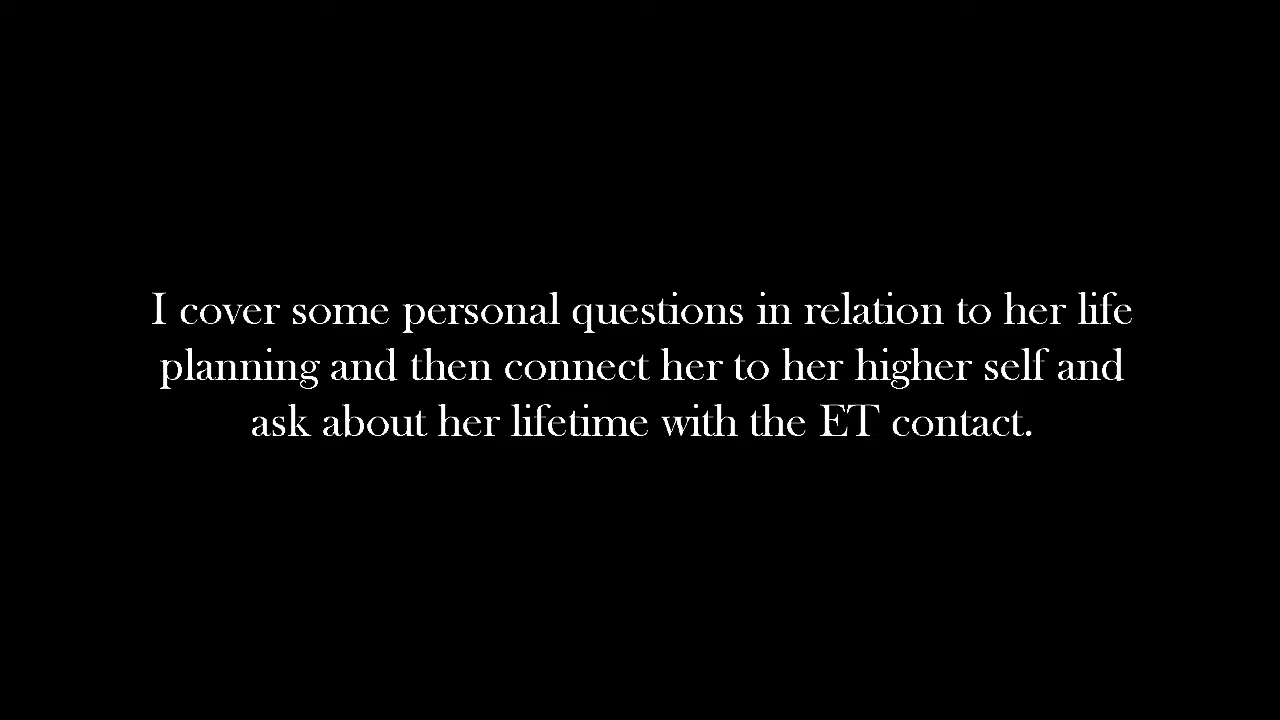 I cover some personal questions in relation to her life
planning and then connect her to her higher self and
ask about her lifetime with the ET contact.